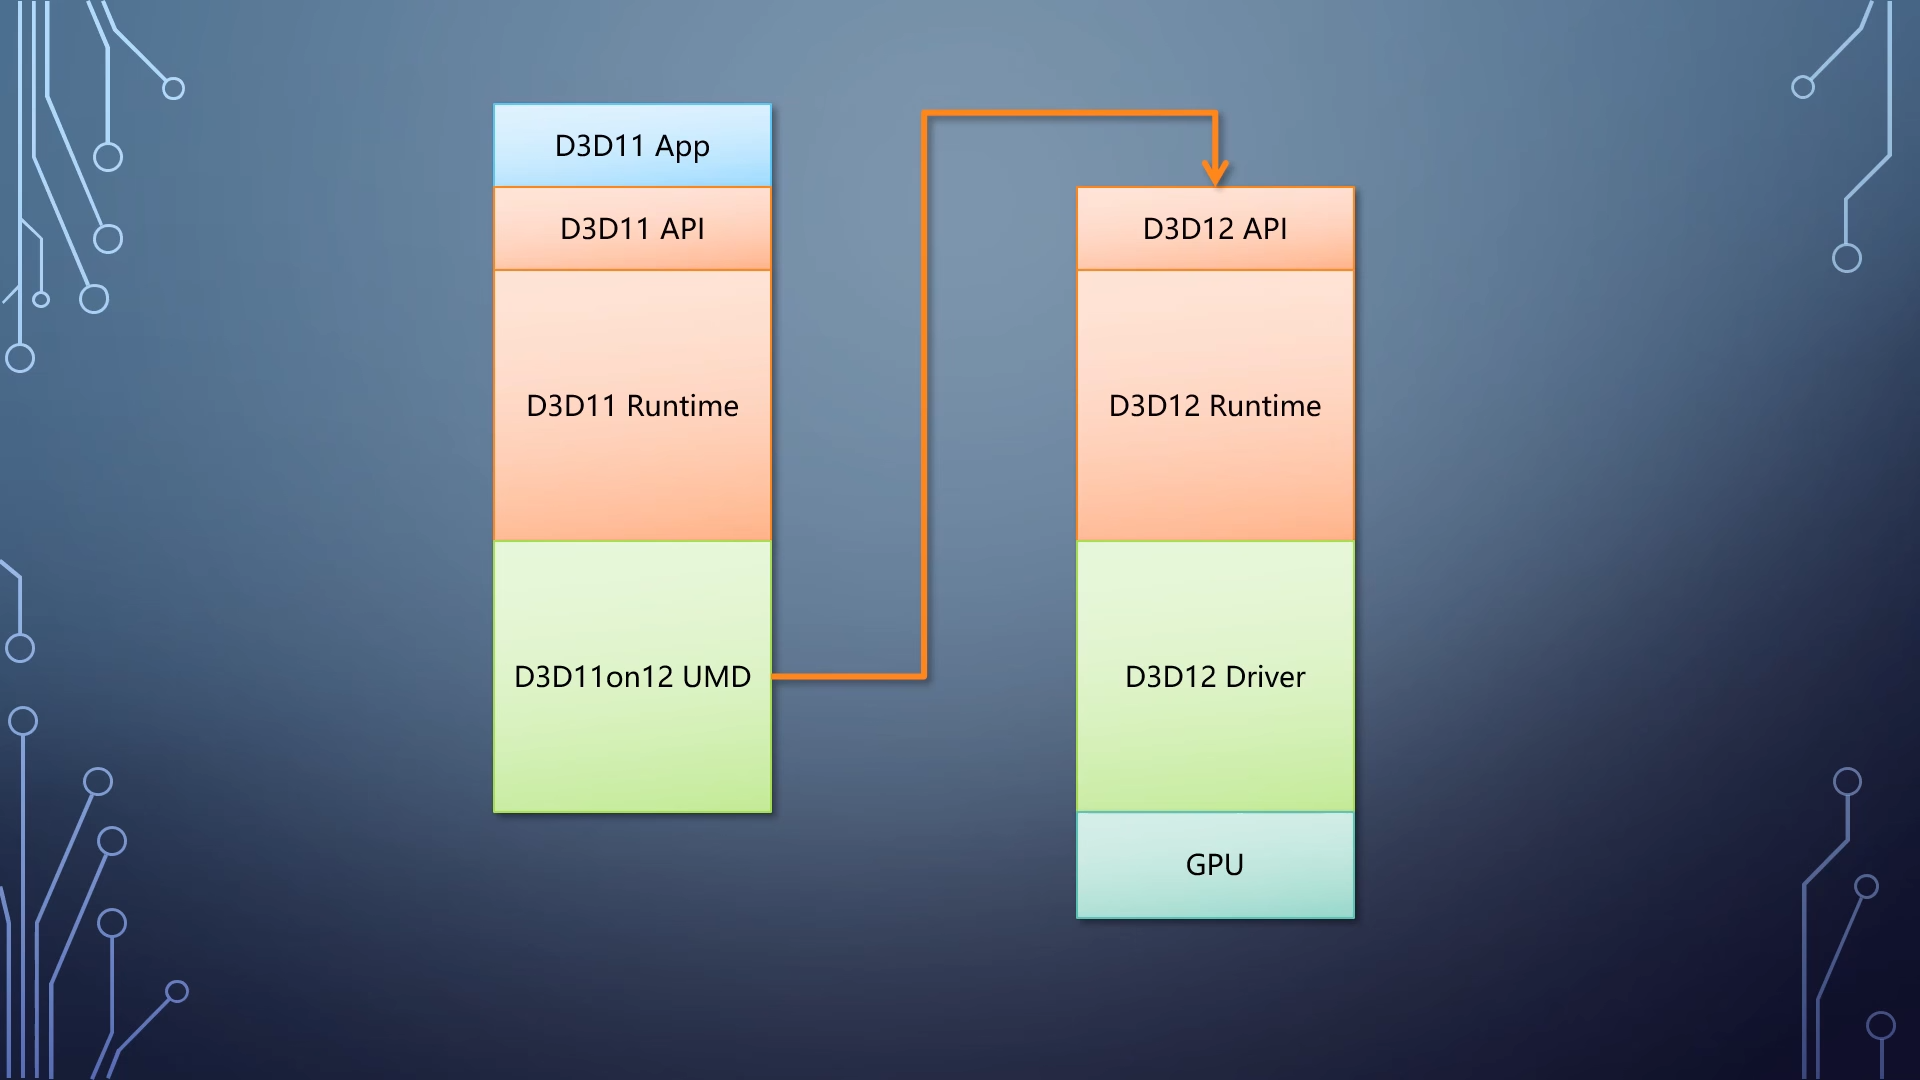 D3D11 App
D3D11 API
D3D11 Runtime
D3D11on12 UMD
D3D12 API
D3D12 Runtime
D3D12 Driver
GPU